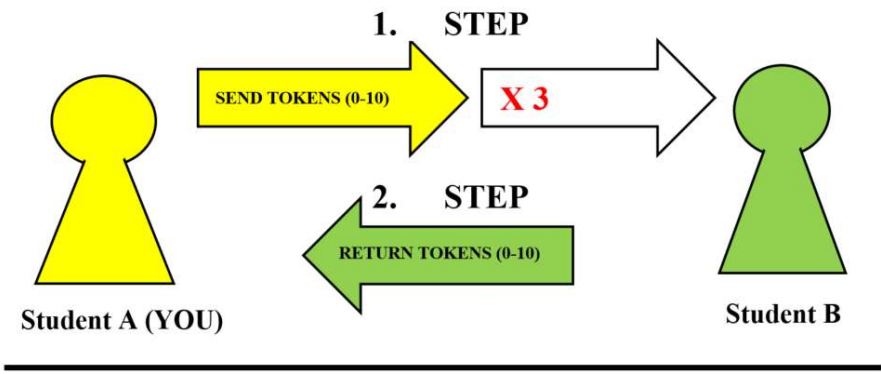 1. STEP
SEND TOKENS (0-10)
X 3
2. STEP
RETURN TOKENS (0-10)
Student A (YOU)
Student B